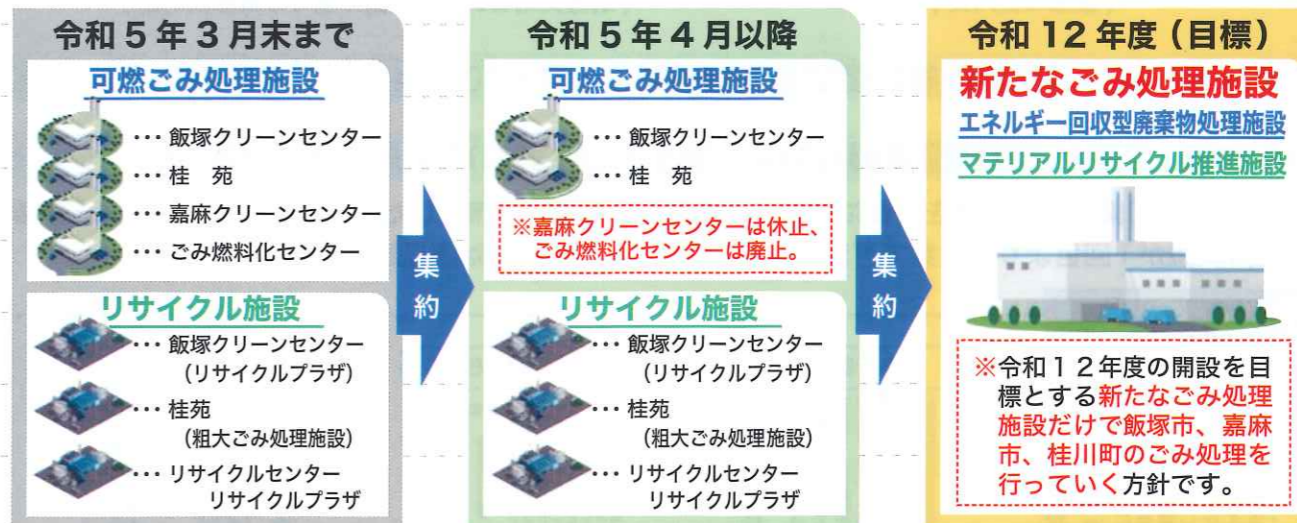 令和5年3月末まで
可燃ごみ処理施設
･･･ 飯塚クリーンセンター
･･･ 桂　苑
･･･ 嘉麻クリーンセンター
･･･ ごみ燃料化センター
リサイクル施設
･･･ 飯塚クリーンセンター
(リサイクルプラザ)
･･･ 桂苑
(粗大ごみ処理施設)
･･･ リサイクルセンター
リサイクルプラザ
集約
令和5年4月以降
可燃ごみ処理施設
･･･ 飯塚クリーンセンター
･･･ 桂　苑
※嘉麻クリーンセンターは休止、
ごみ燃料化センターは廃止。
リサイクル施設
･･･ 飯塚クリーンセンター
(リサイクルプラザ)
･･･ 桂苑
(粗大ごみ処理施設)
･･･ リサイクルセンター
リサイクルプラザ
集約
令和12年度（目標）
新たなごみ処理施設
エネルギー回収型廃棄物処理施設
マテリアルリサイクル推進施設
※令和１２年度の開設を目
標とする新たなごみ処理
施設だけで飯塚市、嘉麻
市、桂川町のごみ処理を
行っていく方針です。